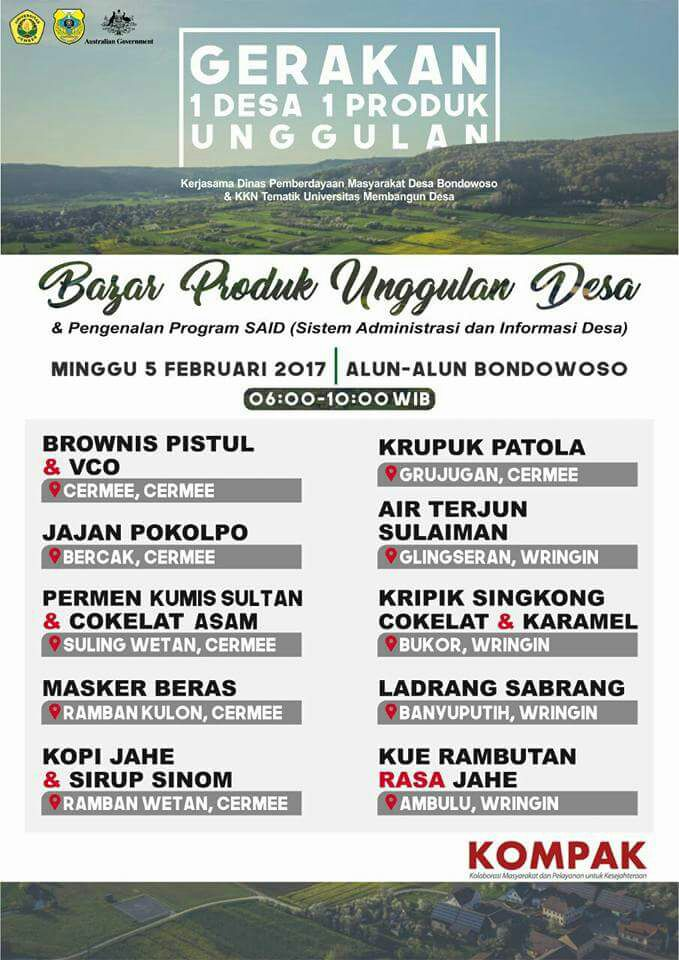 Australian Government
GERAKAN
1 DESA 1 PRODUK
UNGGULAN
Kerjasama Dinas Pemberdayaan Masyarakat Desa Bondowoso
& KKN Tematik Universitas Membangun Desa
Bazar Produk Unggulan Desa
& Pengenalan Program SAID (Sistem Administrasi dan Informasi Desa)
MINGGU 5 FEBRUARI 2017 | ALUN-ALUN BONDOWOSO
06:00-10:00 WIB
BROWNIS PISTUL
& VCO
CERMEE, CERMEE
JAJAN POKOLPO
BERCAK, CERMEE
PERMEN KUMIS SULTAN
& COKELAT ASAM
SULING WETAN, CERMEE
MASKER BERAS
RAMBAN KULON, CERMEE
KOPI JAHE
& SIRUP SINOM
RAMBAN WETAN, CERMEE
KRUPUK PATOLA
GRUJUGAN, CERMEE
AIR TERJUN
SULAIMAN
GLINGSERAN, WRINGIN
KRIPIK SINGKONG
COKELAT & KARAMEL
BUKOR, WRINGIN
LADRANG SABRANG
BANYUPUTIH, WRINGIN
KUE RAMBUTAN
RASA JAHE
AMBULU, WRINGIN
KOMPAK
Kolaborasi Masyarakat dan Pelayanan untuk Kesejahteraan